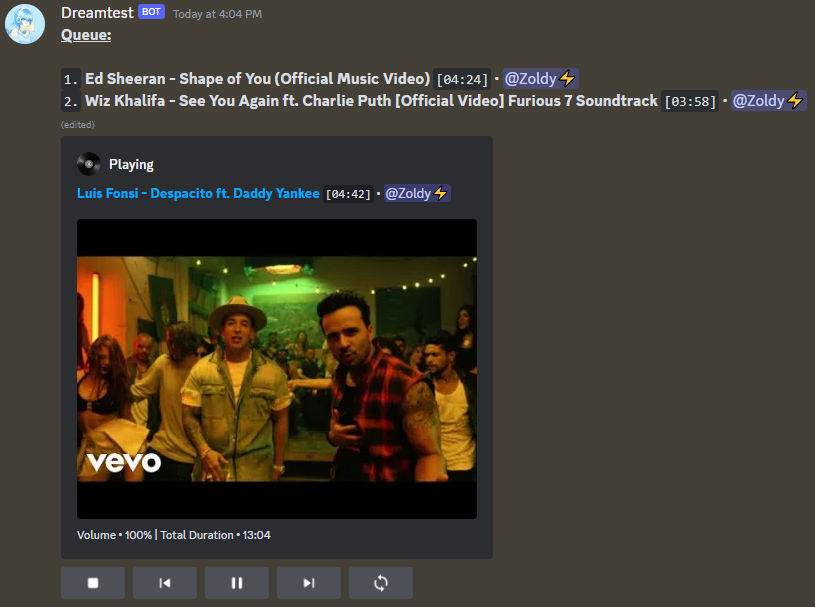 Dreamtest BOT Today at 4:04 PM
Queue:
1. Ed Sheeran - Shape of You (Official Music Video) [04:24] • @Zoldy⚡
2. Wiz Khalifa - See You Again ft. Charlie Puth [Official Video] Furious 7 Soundtrack [03:58] • @Zoldy⚡
(edited)
Playing
Luis Fonsi - Despacito ft. Daddy Yankee [04:42] • @Zoldy⚡
vevo
Volume • 100% | Total Duration • 13:04